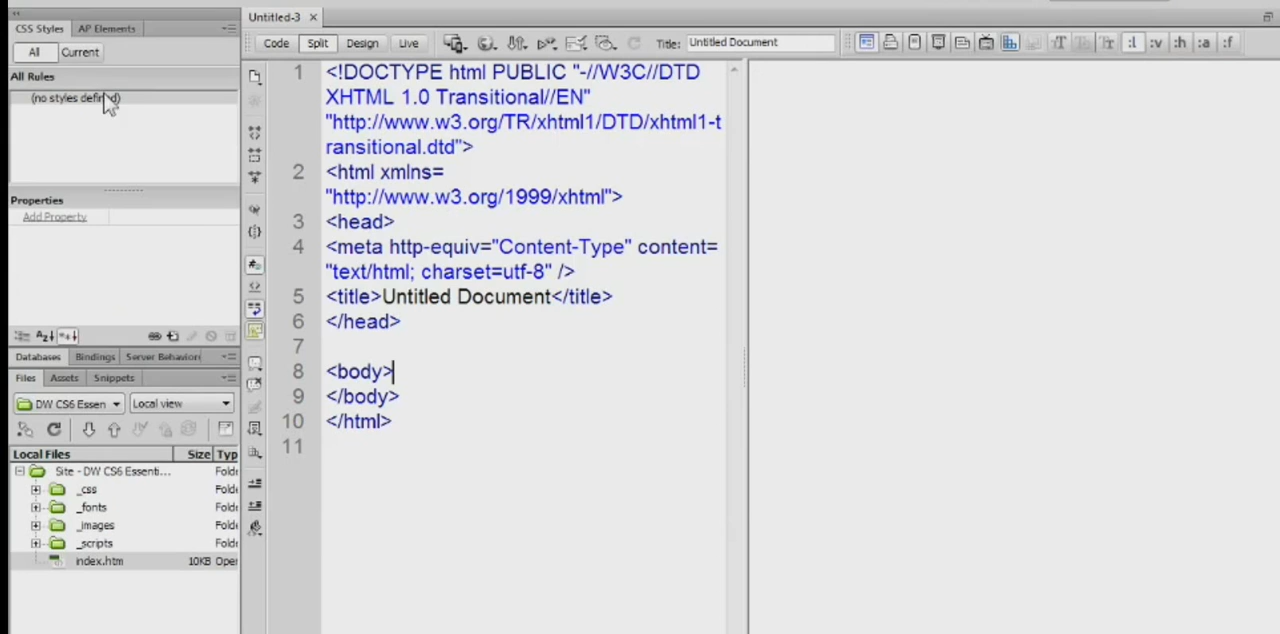 Untitled-3
CSS Styles AP Elements
Code Split Design Live Title: Untitled Document :l :v :h :a :f
All Current
All Rules
(no styles defined)
Properties
Add Property
Databases Bindings Server Behavior
Files Assets Snippets
DW CS6 Essen Local view
Local Files Size Typ
Site - DW CS6 Essenti... Folde
_css Folde
_fonts Folde
_images Folde
_scripts Folde
index.htm 10KB Open
1 <!DOCTYPE html PUBLIC "-//W3C//DTD
XHTML 1.0 Transitional//EN"
"http://www.w3.org/TR/xhtml1/DTD/xhtml1-t
ransitional.dtd">
2 <html xmlns=
"http://www.w3.org/1999/xhtml">
3 <head>
4 <meta http-equiv="Content-Type" content=
"text/html; charset=utf-8" />
5 <title>Untitled Document</title>
6 </head>
7
8 <body>
9 </body>
10 </html>
11